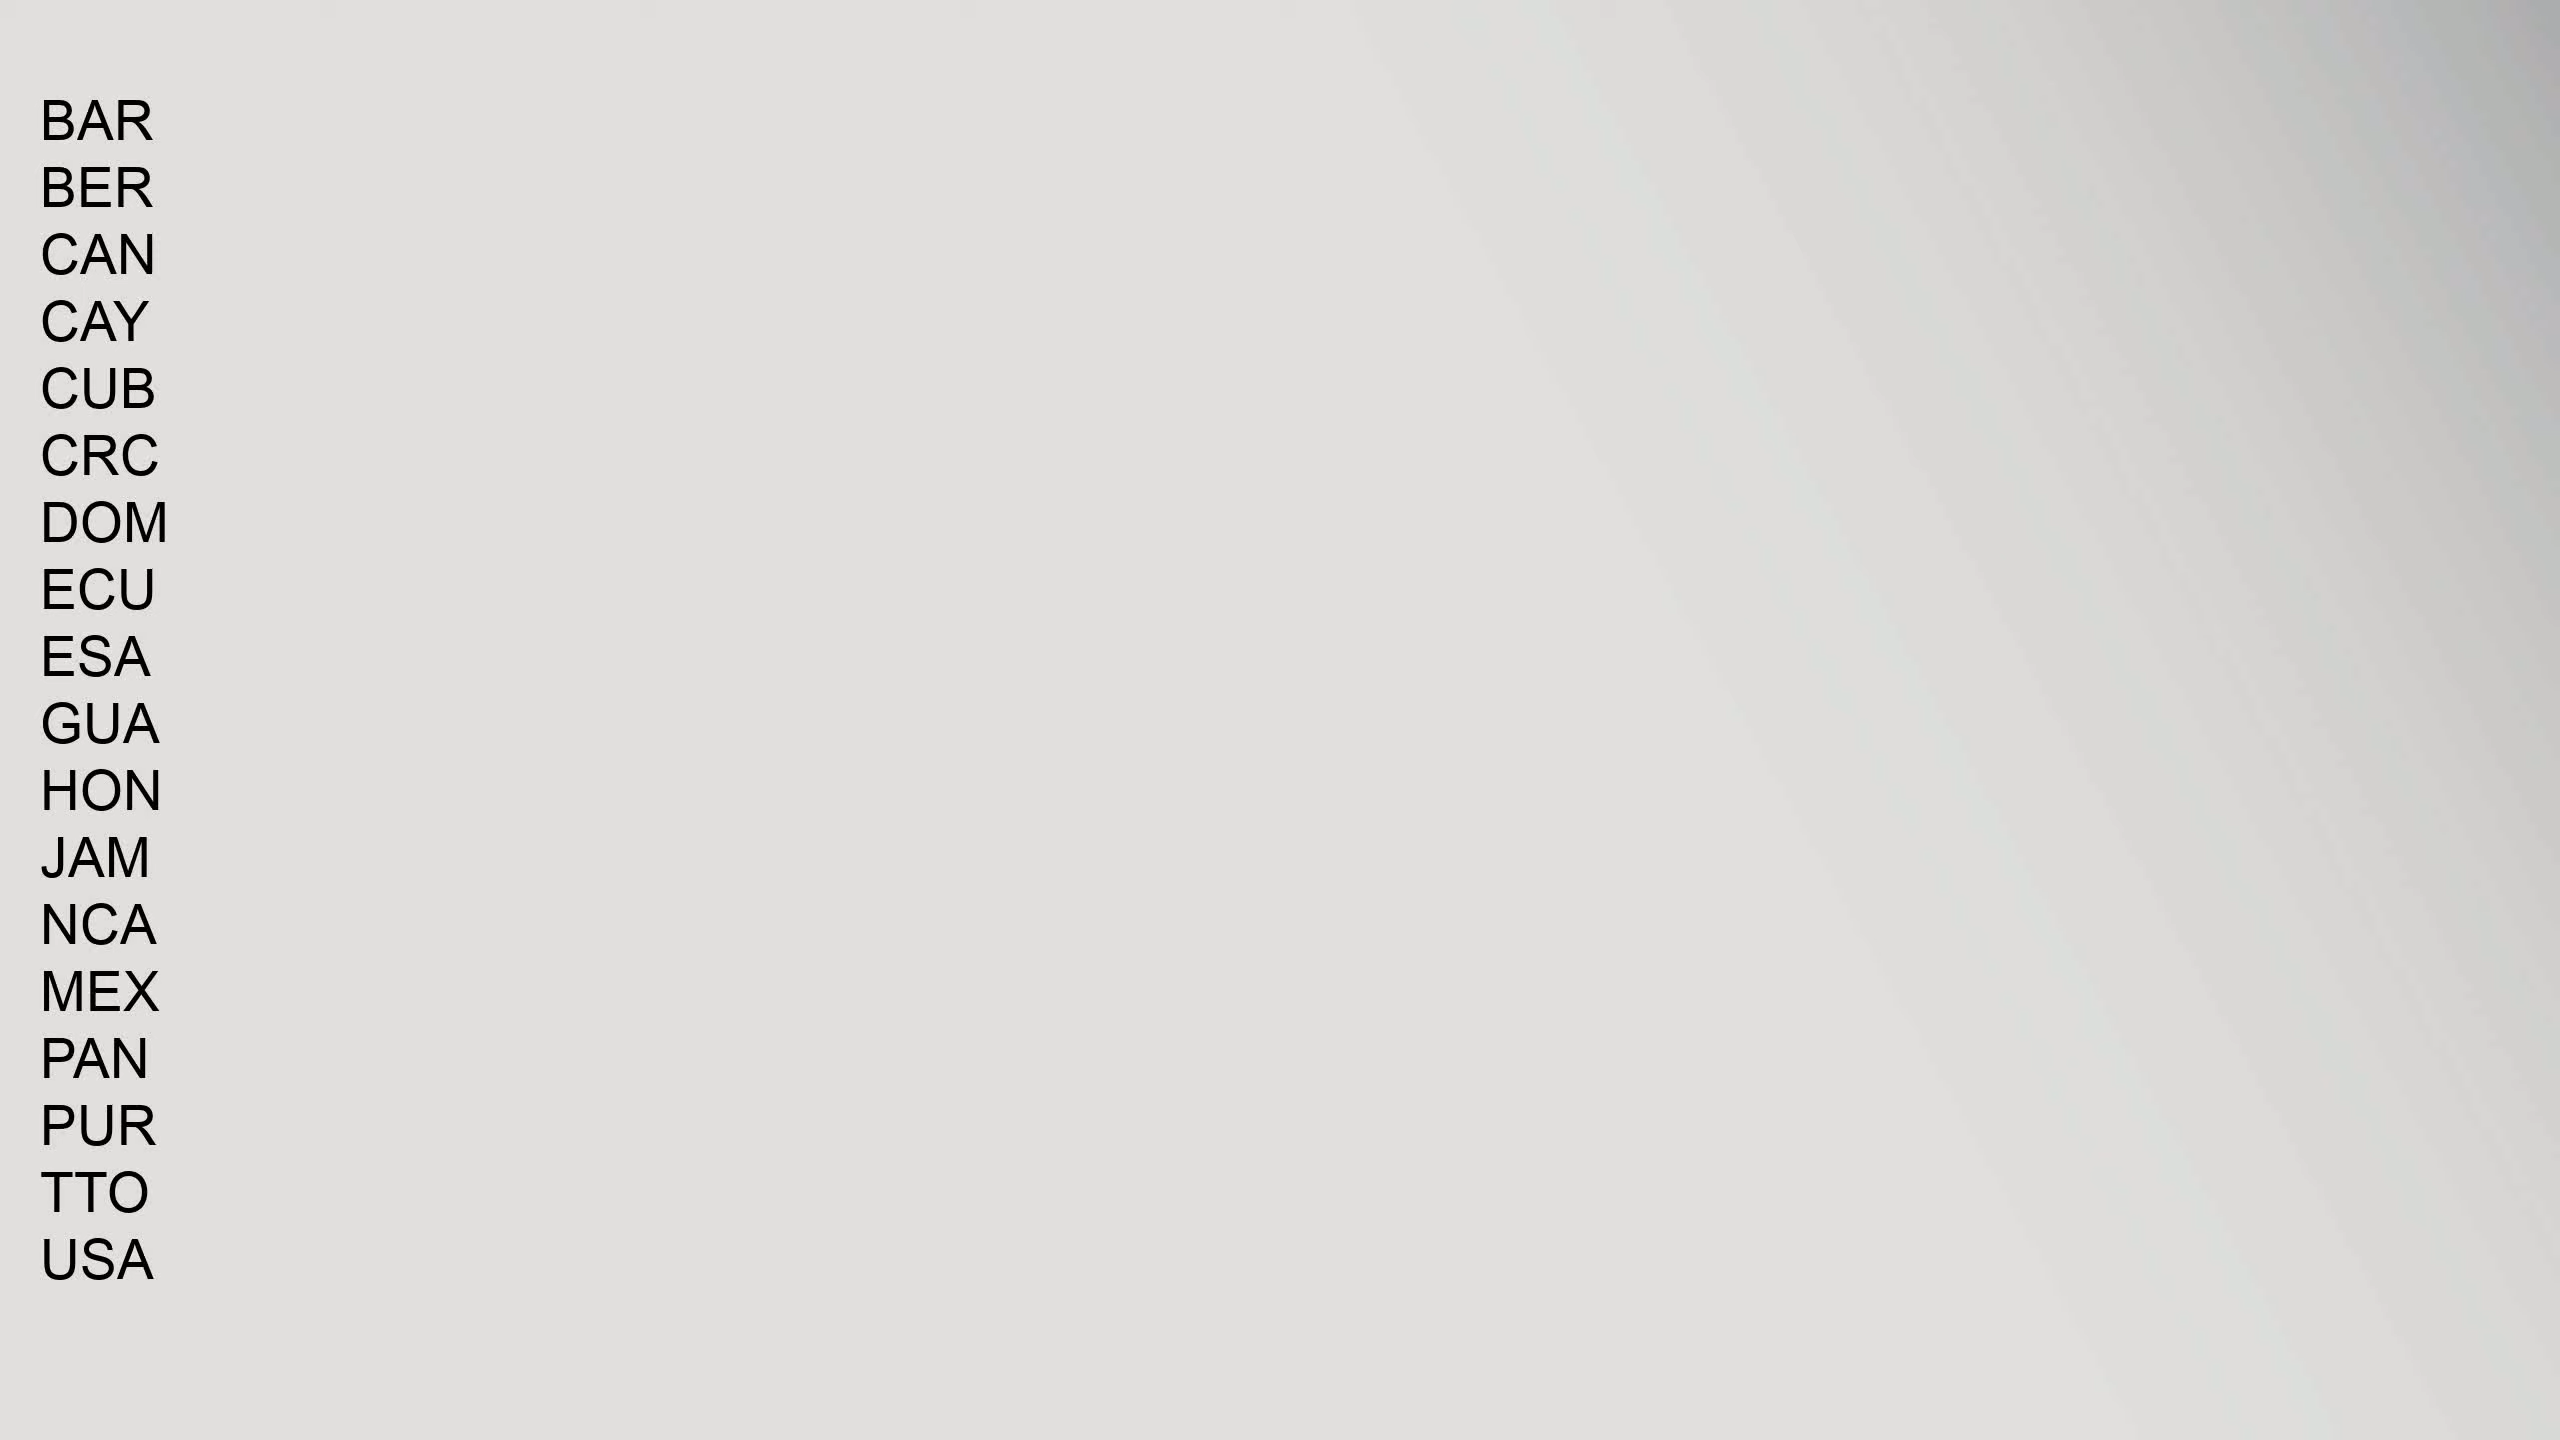 BAR
BER
CAN
CAY
CUB
CRC
DOM
ECU
ESA
GUA
HON
JAM
NCA
MEX
PAN
PUR
TTO
USA